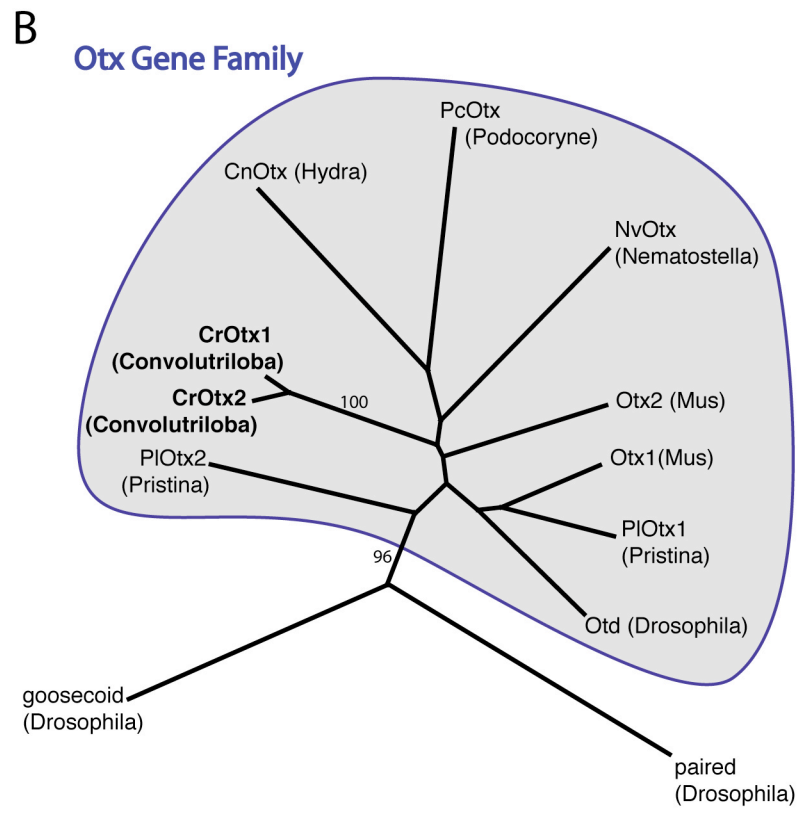 B
Otx Gene Family
PcOtx
(Podocoryne)
CnOtx (Hydra)
NvOtx
(Nematostella)
CrOtx1
(Convolutriloba)
CrOtx2
(Convolutriloba)
100
Otx2 (Mus)
PlOtx2
(Pristina)
Otx1(Mus)
PlOtx1
(Pristina)
96
Otd (Drosophila)
goosecoid
(Drosophila)
paired
(Drosophila)